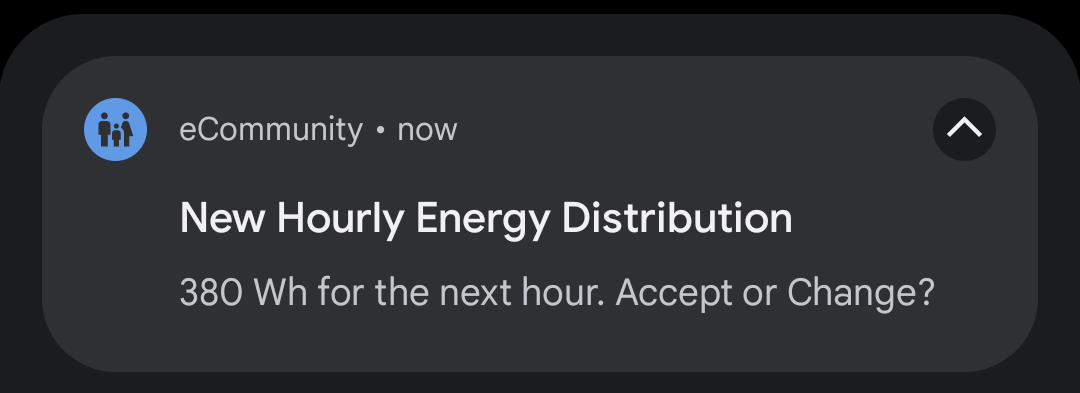 eCommunity • now
New Hourly Energy Distribution
380 Wh for the next hour. Accept or Change?